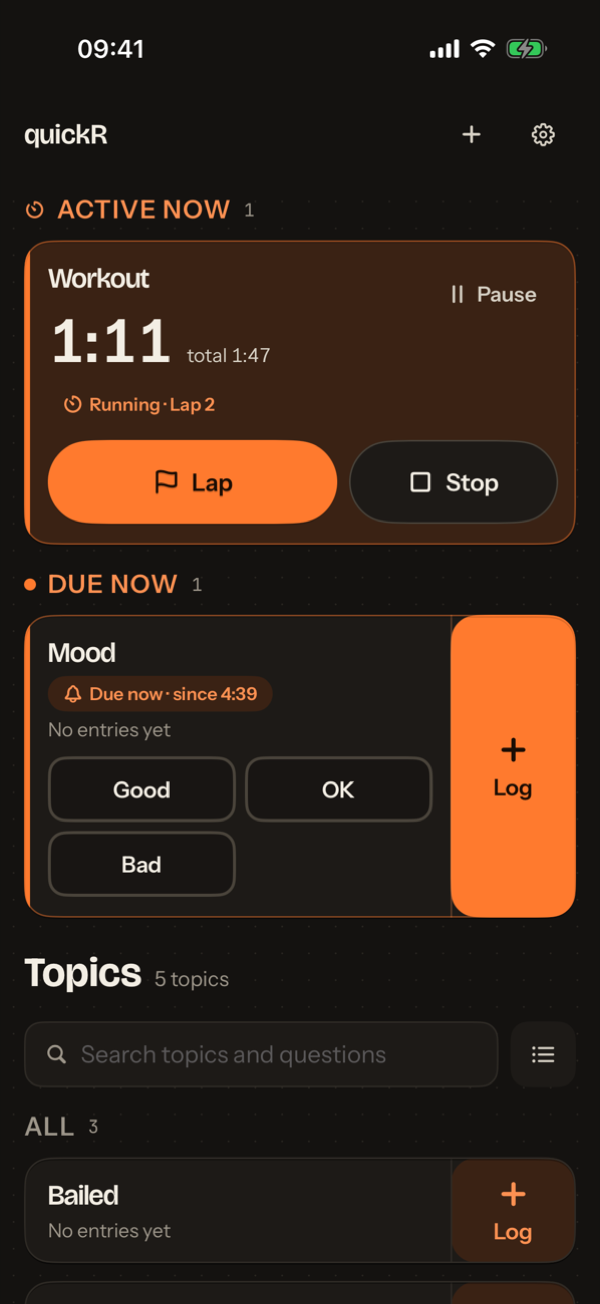 09:41
quickR
ACTIVE NOW 1
Workout
Pause
1:11 total 1:47
Running · Lap 2
Lap
Stop
DUE NOW 1
Mood
Due now · since 4:39
No entries yet
Good
OK
Bad
Log
Topics 5 topics
Search topics and questions
ALL 3
Bailed
No entries yet
Log